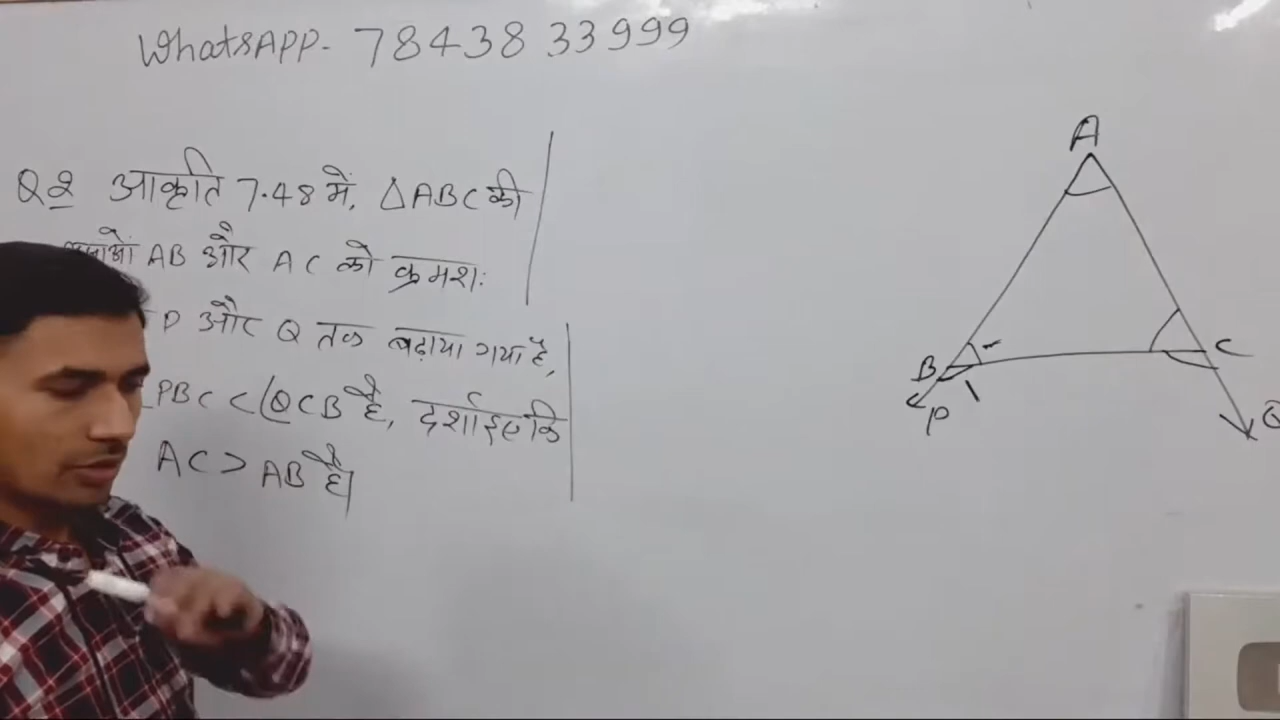 WhatsAPP- 78438 33999
Q2 आकृति 7.48 में, △ABC की
AB और AC को क्रमशः
P और Q तक बढ़ाया गया है,
∠PBC < ∠QCB है, दर्शाइए कि
AC > AB है।
A
B
C
P
Q